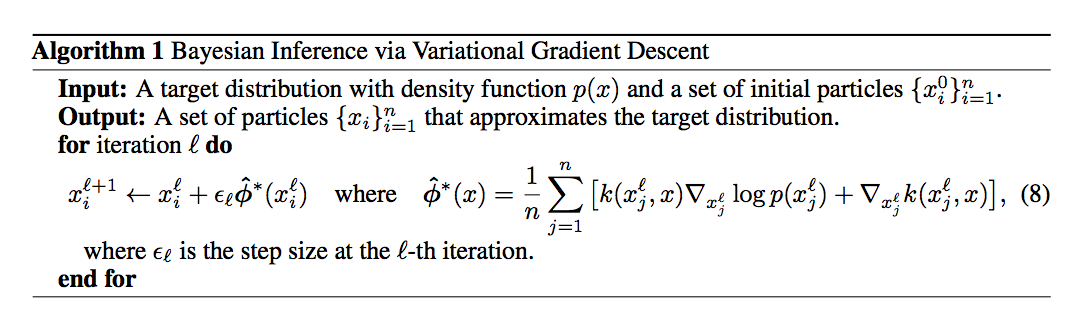 Algorithm 1 Bayesian Inference via Variational Gradient Descent
Input: A target distribution with density function $p(x)$ and a set of initial particles $\{x_i^0\}_{i=1}^n$.
Output: A set of particles $\{x_i\}_{i=1}^n$ that approximates the target distribution.
for iteration $\ell$ do
$x_i^{\ell+1} \leftarrow x_i^\ell + \epsilon_\ell \hat{\phi}^*(x_i^\ell)$ where $\hat{\phi}^*(x) = \frac{1}{n} \sum_{j=1}^n \left[ k(x_j^\ell, x) \nabla_{x_j^\ell} \log p(x_j^\ell) + \nabla_{x_j^\ell} k(x_j^\ell, x) \right],$ (8)
where $\epsilon_\ell$ is the step size at the $\ell$-th iteration.
end for